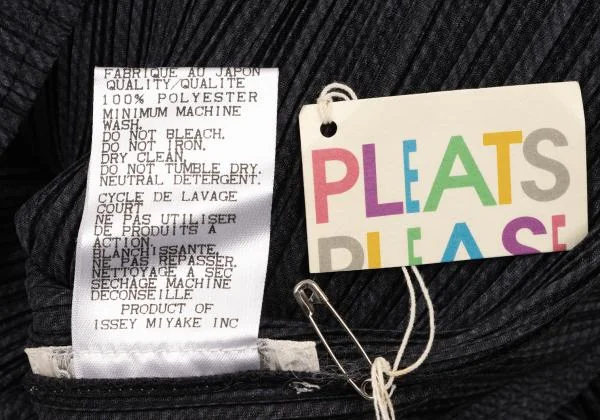 FABRIQUE AU JAPON
QUALITY/QUALITE
100% POLYESTER
MINIMUM MACHINE
WASH.
DO NOT BLEACH.
DO NOT IRON.
DRY CLEAN.
DO NOT TUMBLE DRY.
NEUTRAL DETERGENT.
CYCLE DE LAVAGE
COURT
NE PAS UTILISER
DE PRODUITS A
ACTION
BLANCHISSANTE
NE PAS REPASSER.
NETTOYAGE A SEC
SECHAGE MACHINE
DECONSEILLE
PRODUCT OF
ISSEY MIYAKE INC
PLEATS
PLEASE